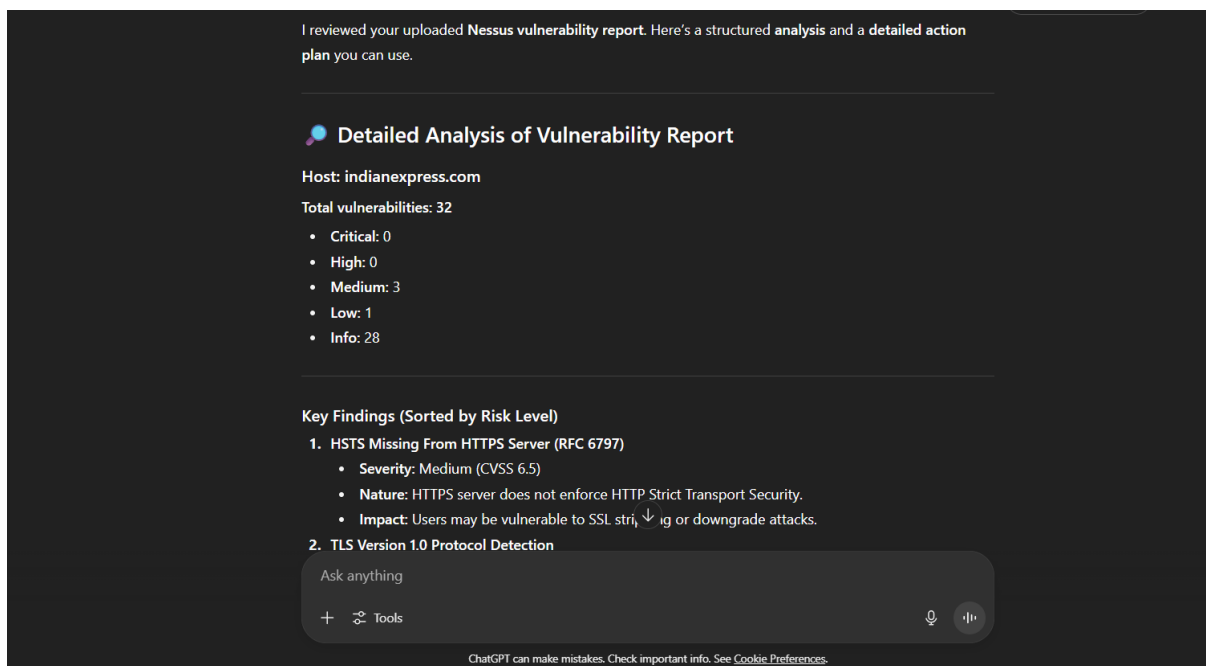 I reviewed your uploaded Nessus vulnerability report. Here's a structured analysis and a detailed action
plan you can use.
Detailed Analysis of Vulnerability Report
Host: indianexpress.com
Total vulnerabilities: 32
• Critical: 0
• High: 0
• Medium: 3
• Low: 1
• Info: 28
Key Findings (Sorted by Risk Level)
1. HSTS Missing From HTTPS Server (RFC 6797)
• Severity: Medium (CVSS 6.5)
• Nature: HTTPS server does not enforce HTTP Strict Transport Security.
• Impact: Users may be vulnerable to SSL or downgrade attacks.
2. TLS Version 1.0 Protocol Detection
Ask anything
Tools
ChatGPT can make mistakes. Check important info. See Cookie Preferences.